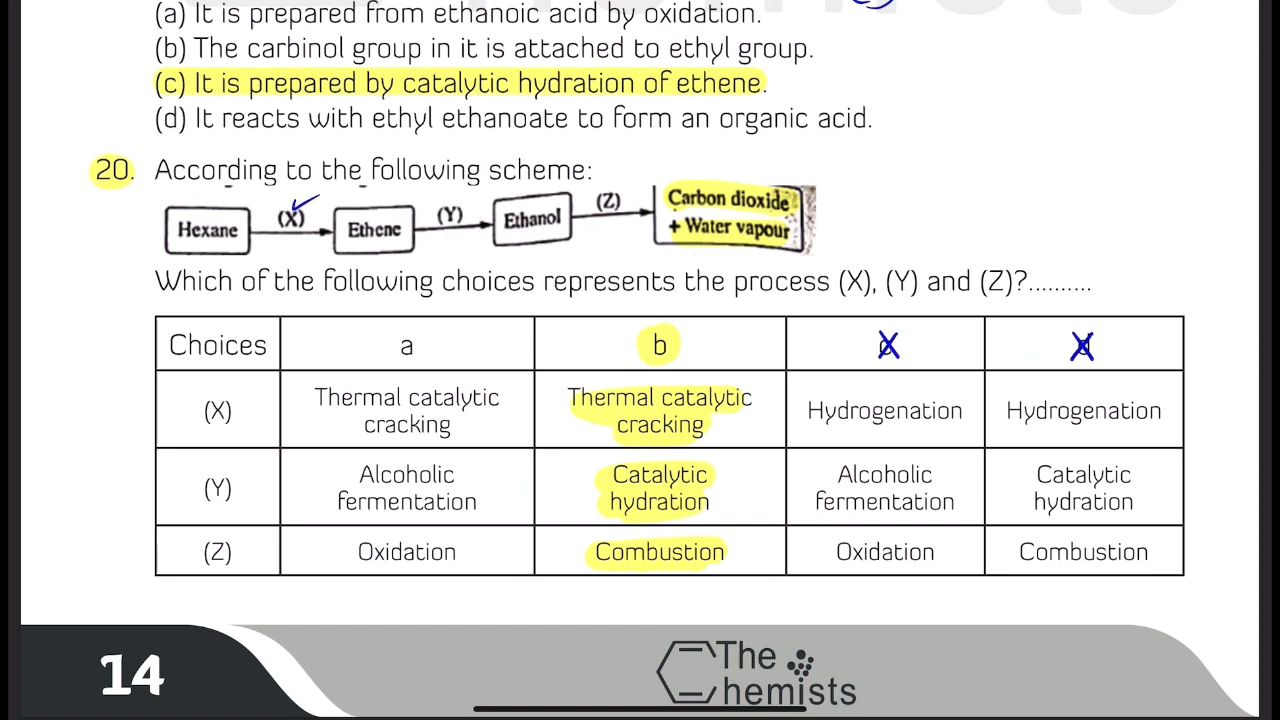 (a) It is prepared from ethanoic acid by oxidation.
(b) The carbinol group in it is attached to ethyl group.
(c) It is prepared by catalytic hydration of ethene.
(d) It reacts with ethyl ethanoate to form an organic acid.
20. According to the following scheme:
Hexane (X) Ethene (Y) Ethanol (Z) Carbon dioxide
+ Water vapour
Which of the following choices represents the process (X), (Y) and (Z)?..........
Choices a b c d
(X) Thermal catalytic cracking Thermal catalytic cracking Hydrogenation Hydrogenation
(Y) Alcoholic fermentation Catalytic hydration Alcoholic fermentation Catalytic hydration
(Z) Oxidation Combustion Oxidation Combustion
14
The
Chemists